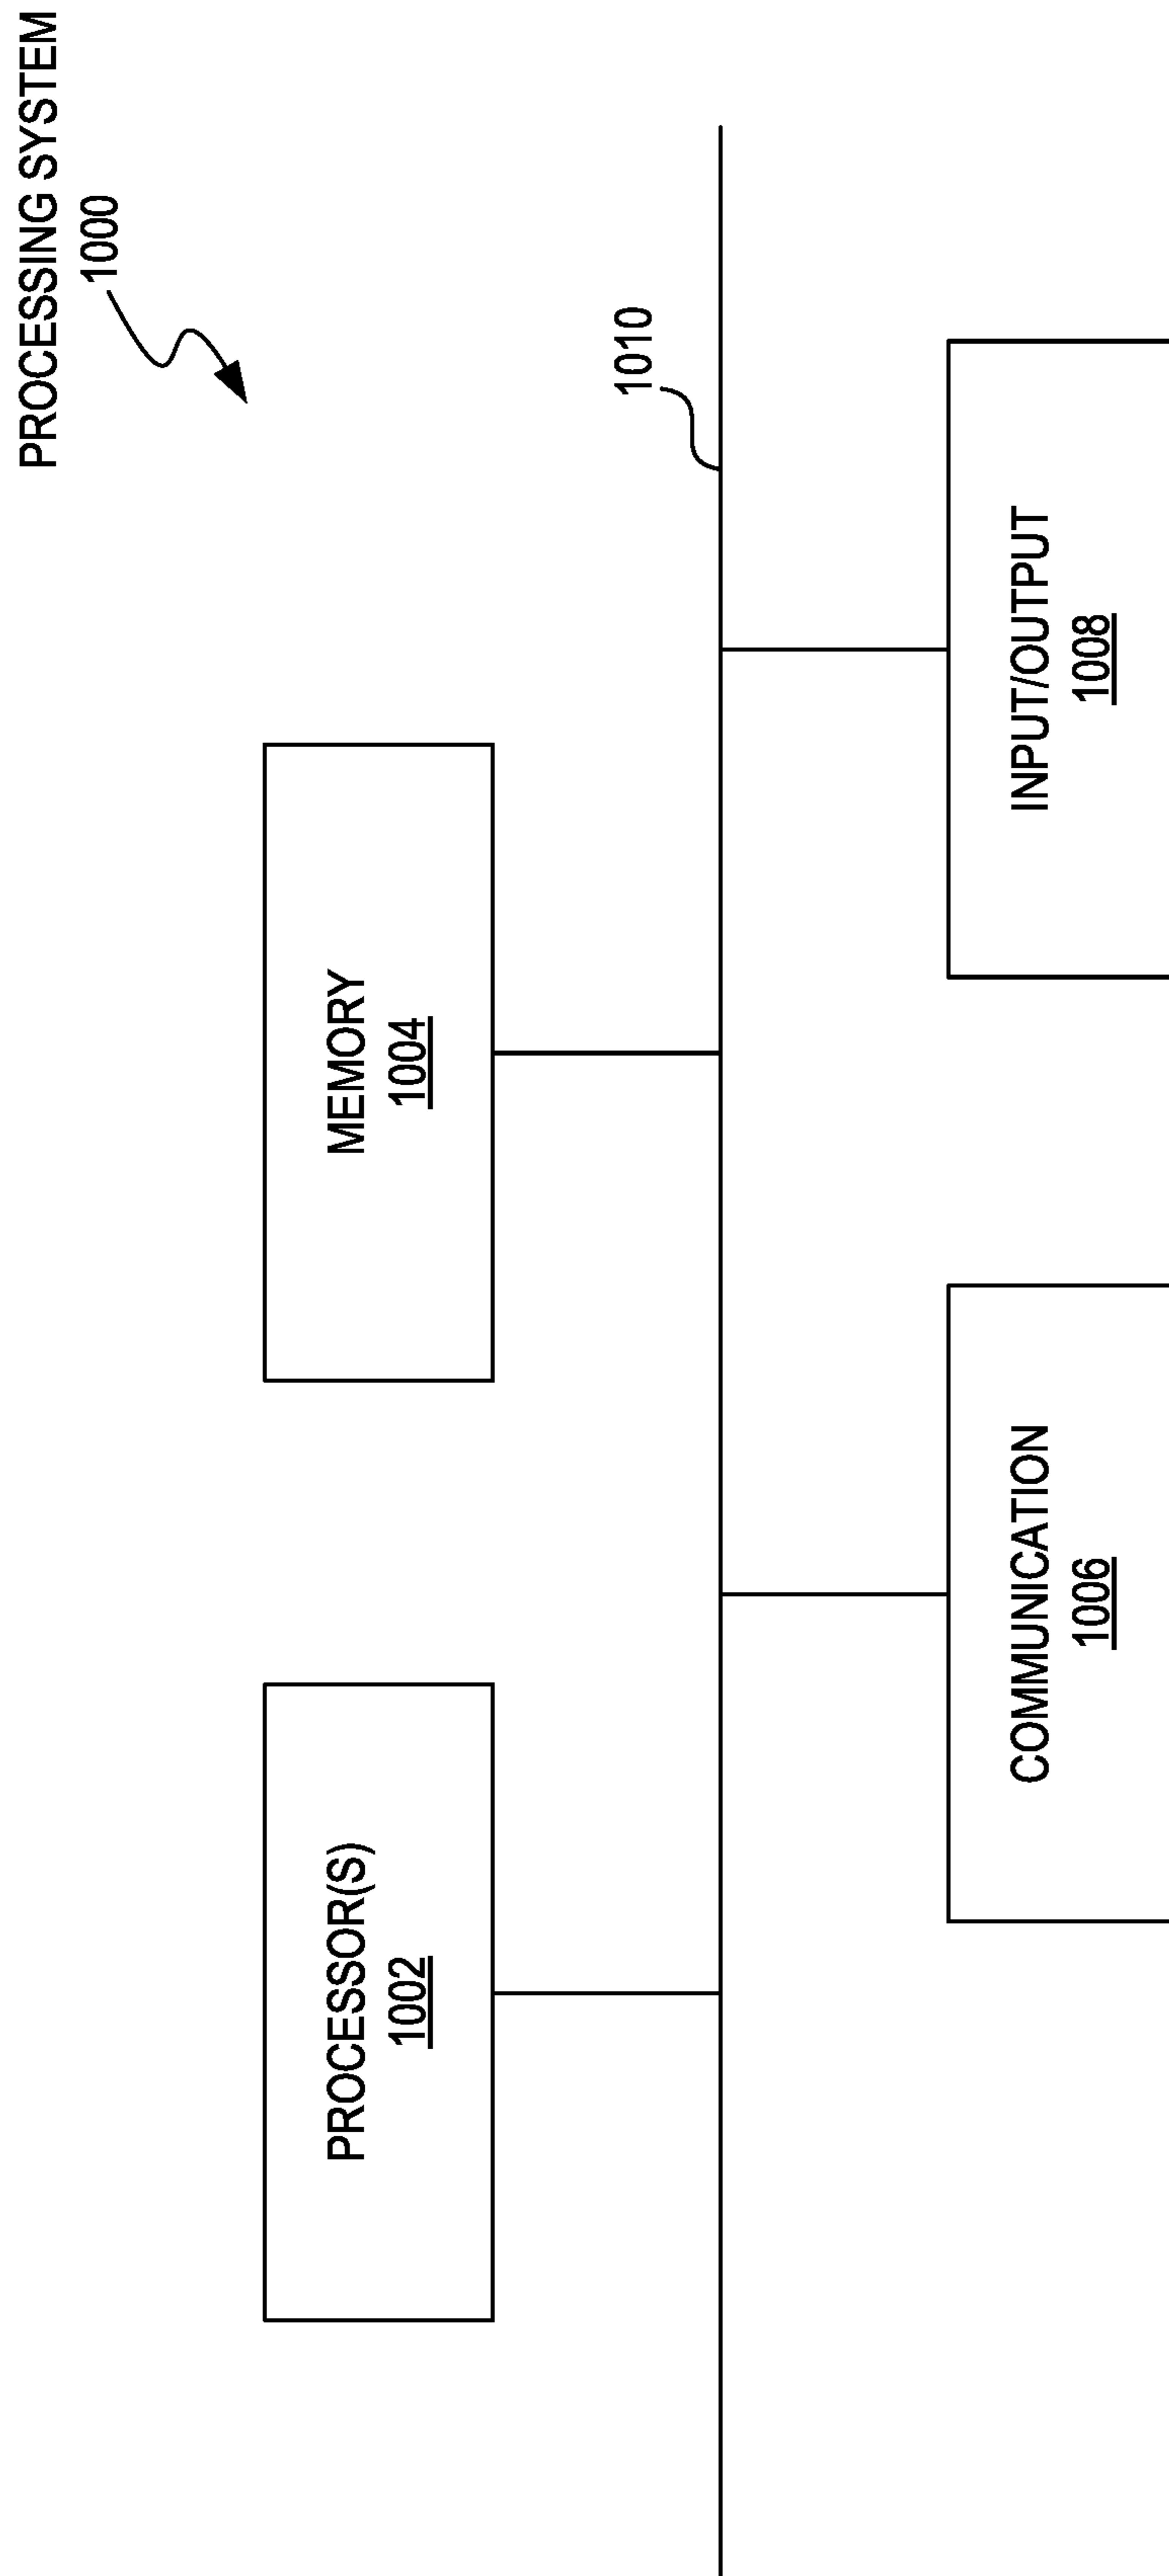 PROCESSING SYSTEM
1000
PROCESSOR(S)
1002
MEMORY
1004
1010
COMMUNICATION
1006
INPUT/OUTPUT
1008